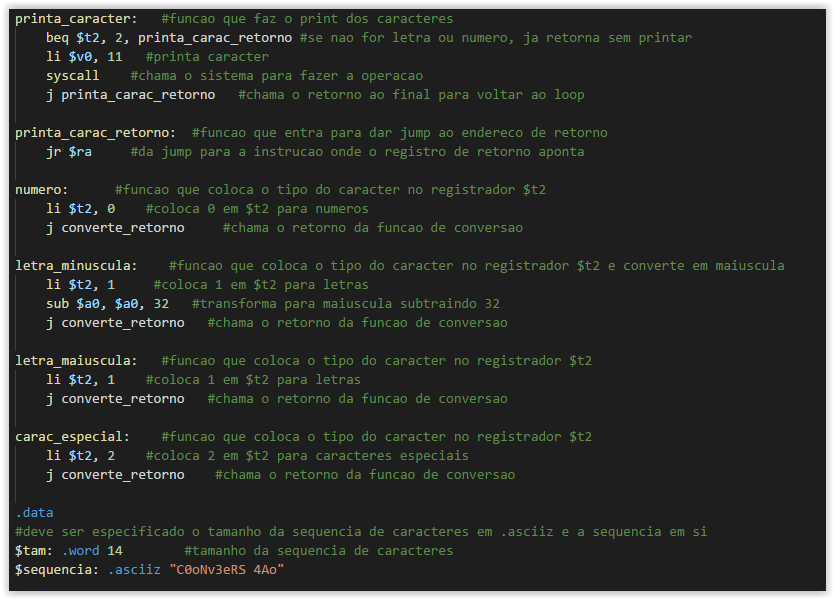 printa_caracter:   #funcao que faz o print dos caracteres
    beq $t2, 2, printa_carac_retorno #se nao for letra ou numero, ja retorna sem printar
    li $v0, 11   #printa caracter
    syscall    #chama o sistema para fazer a operacao
    j printa_carac_retorno   #chama o retorno ao final para voltar ao loop
printa_carac_retorno:  #funcao que entra para dar jump ao endereco de retorno
    jr $ra     #da jump para a instrucao onde o registro de retorno aponta
numero:      #funcao que coloca o tipo do caracter no registrador $t2
    li $t2, 0    #coloca 0 em $t2 para numeros
    j converte_retorno     #chama o retorno da funcao de conversao
letra_minuscula:    #funcao que coloca o tipo do caracter no registrador $t2 e converte em maiuscula
    li $t2, 1     #coloca 1 em $t2 para letras
    sub $a0, $a0, 32   #transforma para maiuscula subtraindo 32
    j converte_retorno   #chama o retorno da funcao de conversao
letra_maiuscula:   #funcao que coloca o tipo do caracter no registrador $t2
    li $t2, 1    #coloca 1 em $t2 para letras
    j converte_retorno   #chama o retorno da funcao de conversao
carac_especial:    #funcao que coloca o tipo do caracter no registrador $t2
    li $t2, 2    #coloca 2 em $t2 para caracteres especiais
    j converte_retorno    #chama o retorno da funcao de conversao
.data
#deve ser especificado o tamanho da sequencia de caracteres em .asciiz e a sequencia em si
$tam: .word 14        #tamanho da sequencia de caracteres
$sequencia: .asciiz "C0oNv3eRS 4Ao"